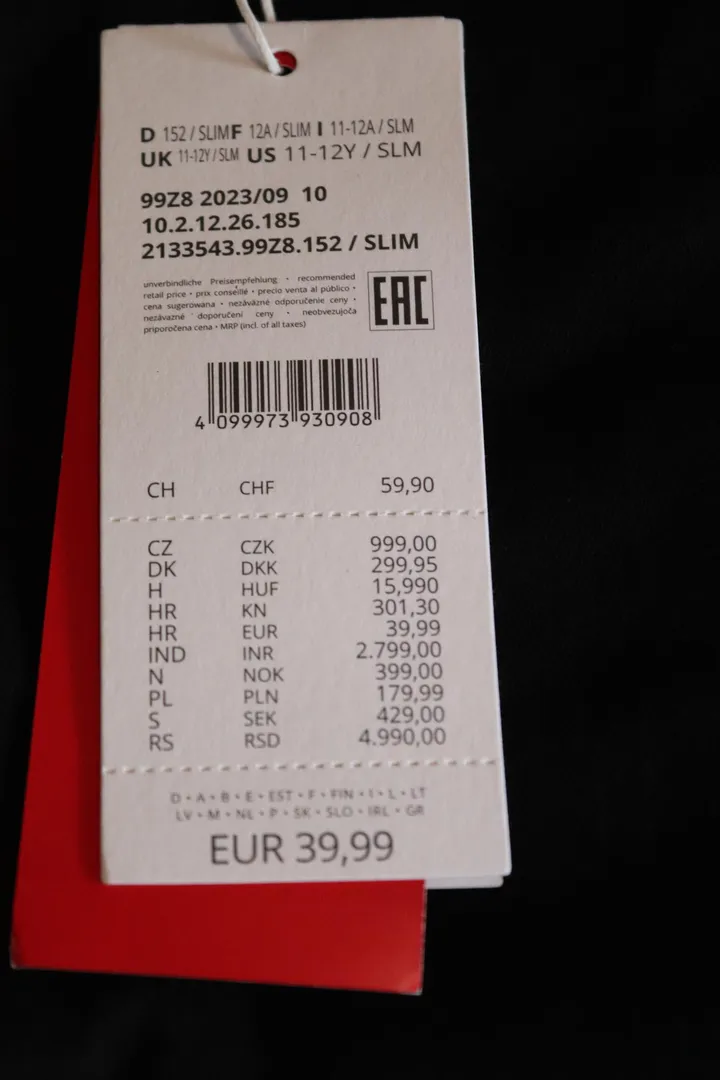 D 152 / SLIM F 12A / SLIM I 11-12A / SLM
UK 11-12Y / SLM US 11-12Y / SLM
99Z8 2023/09 10
10.2.12.26.185
2133543.99Z8.152 / SLIM
unverbindliche Preisempfehlung • recommended
retail price • prix conseillé • precio venta al público •
cena sugerowana • nezáväzné odporučenie ceny •
nezávazné doporučení ceny • neobvezujoča
priporočena cena • MRP (incl. of all taxes)
EAC
4 099973 930908
CH CHF 59,90
CZ CZK 999,00
DK DKK 299,95
H HUF 15,990
HR KN 301,30
HR EUR 39,99
IND INR 2.799,00
N NOK 399,00
PL PLN 179,99
S SEK 429,00
RS RSD 4.990,00
D • A • B • E • EST • F • FIN • I • L • LT
LV • M • NL • P • SK • SLO • IRL • GR
EUR 39,99